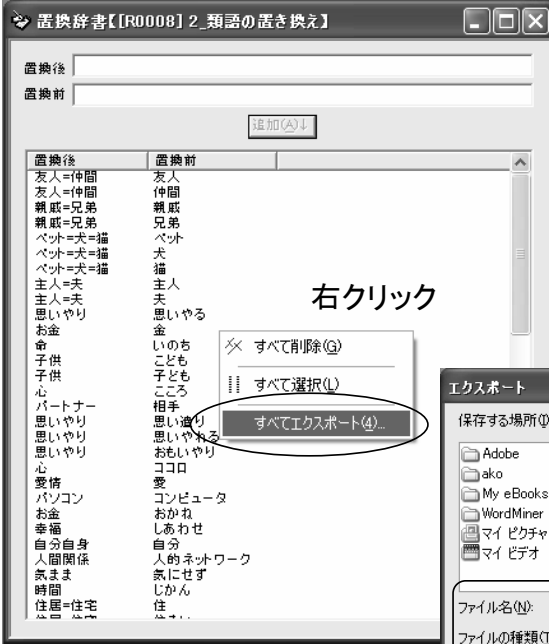 置換辞書【[R0008] 2_類語の置き換え】
置換後
置換前
追加(A)↓
置換後 置換前
友人=仲間 友人
友人=仲間 仲間
親戚=兄弟 親戚
親戚=兄弟 兄弟
ペット=犬=猫 ペット
ペット=犬=猫 犬
ペット=犬=猫 猫
主人=夫 主人
主人=夫 夫
思いやり 思いやる
お金 金
命 いのち
子供 こども
子供 子ども
心 こころ
パートナー 相手
思いやり 思い遣り
思いやり 思いやれる
思いやり おもいやり
心 ココロ
愛情 愛
パソコン コンピュータ
お金 おかね
幸福 しあわせ
自分自身 自分
人間関係 人的ネットワーク
気まま 気にせず
時間 じかん
住居=住宅 住
右クリック
すべて削除(G)
すべて選択(L)
すべてエクスポート(4)...
エクスポート
保存する場所(I)
Adobe
ako
My eBooks
WordMiner
マイ ピクチャ
マイ ビデオ
ファイル名(N):
ファイルの種類(T